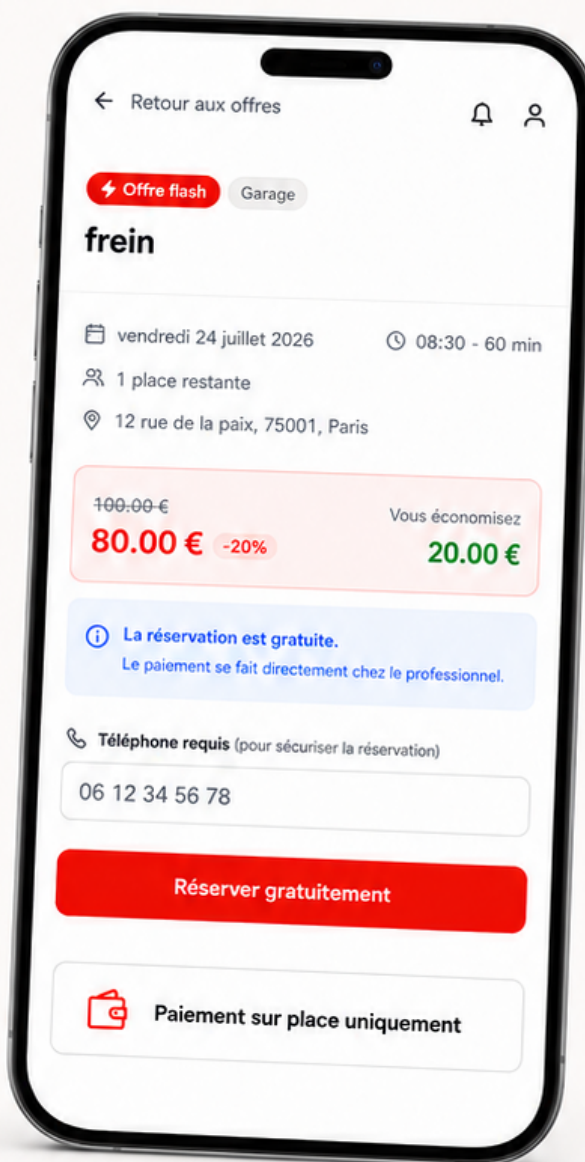 Retour aux offres
Offre flash
Garage
frein
vendredi 24 juillet 2026
08:30 - 60 min
1 place restante
12 rue de la paix, 75001, Paris
100.00 €
Vous économisez
80.00 € -20%
20.00 €
La réservation est gratuite.
Le paiement se fait directement chez le professionnel.
Téléphone requis (pour sécuriser la réservation)
06 12 34 56 78
Réserver gratuitement
Paiement sur place uniquement